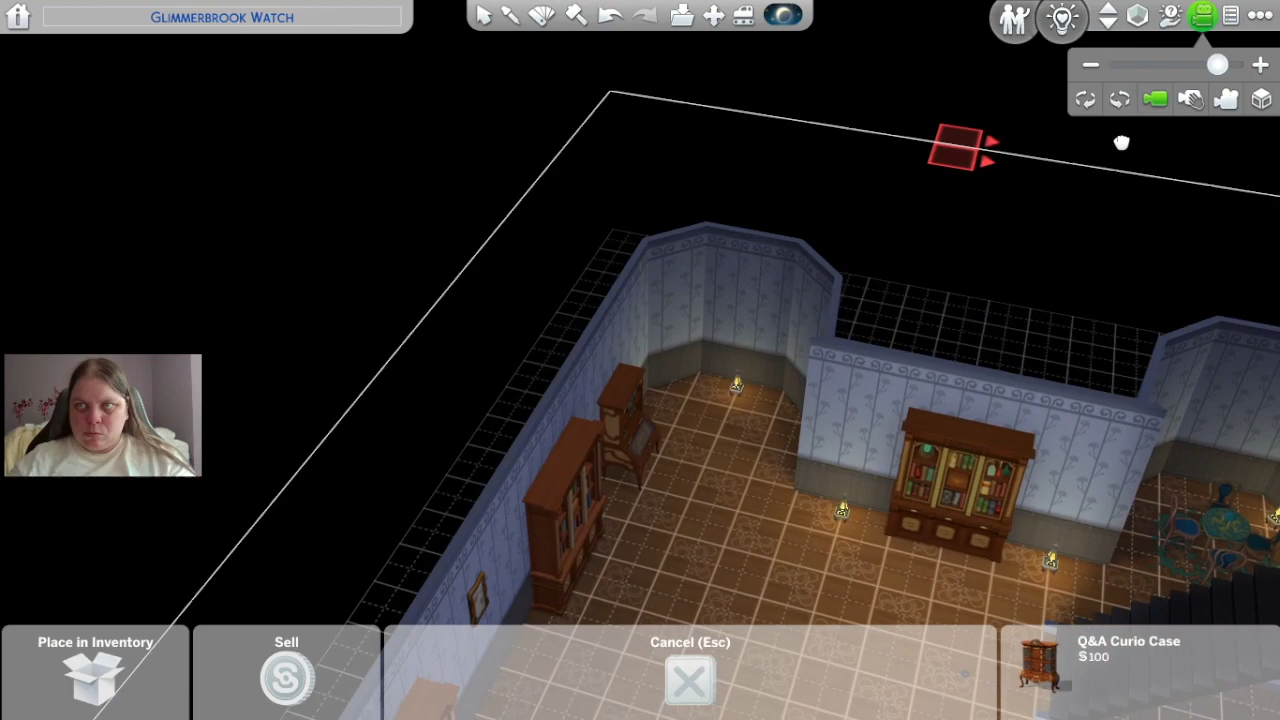 Glimmerbrook Watch
Place in Inventory
Sell
Cancel (Esc)
Q&A Curio Case
§100